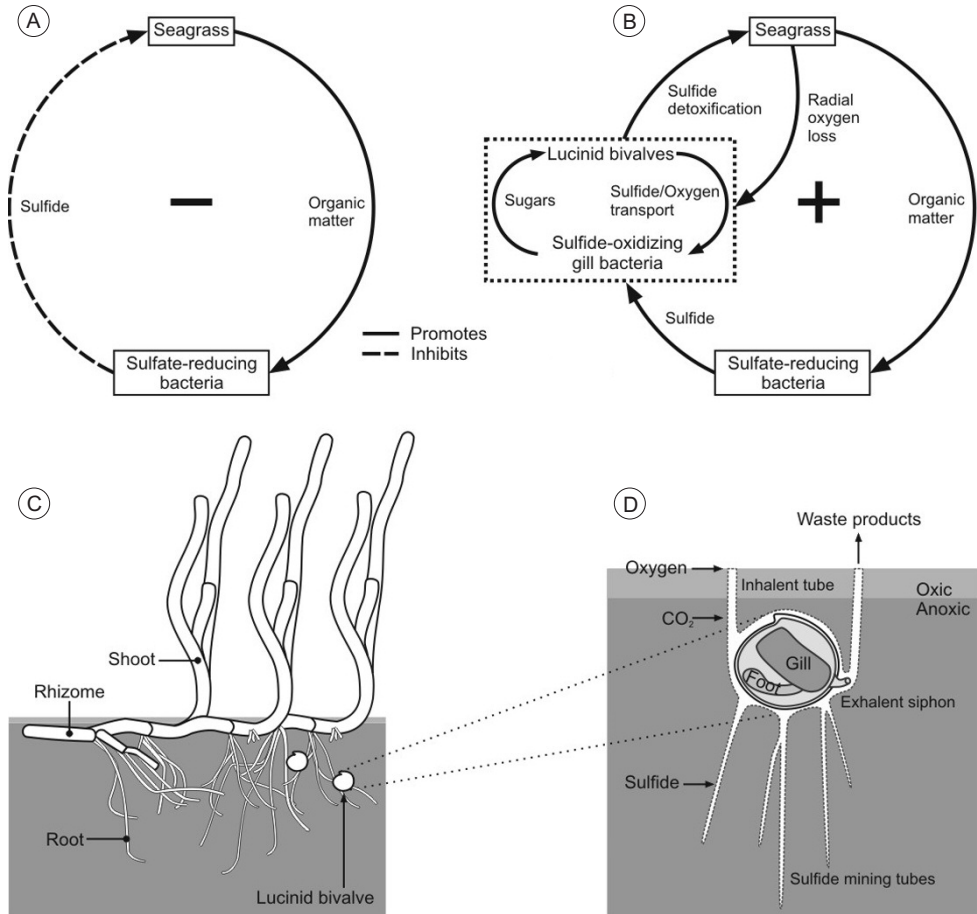 A
Seagrass
Sulfide
Organic
matter
Promotes
Inhibits
Sulfate-reducing
bacteria
B
Seagrass
Sulfide
detoxification
Radial
oxygen
loss
Lucinid bivalves
Sugars
Sulfide/Oxygen
transport
Sulfide-oxidizing
gill bacteria
Organic
matter
Sulfide
Sulfate-reducing
bacteria
C
Shoot
Rhizome
Root
Lucinid bivalve
D
Waste products
Oxygen
Inhalent tube
Oxic
Anoxic
CO₂
Gill
Foot
Exhalent siphon
Sulfide
Sulfide mining tubes